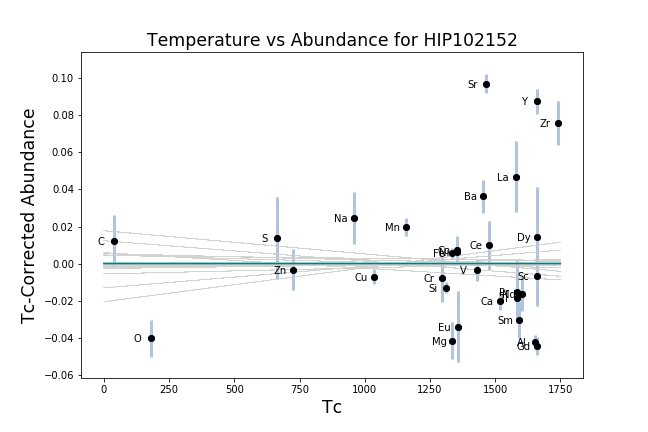 Temperature vs Abundance for HIP102152
Tc-Corrected Abundance
0.10
0.08
0.06
0.04
0.02
0.00
−0.02
−0.04
−0.06
Sr
Y
Zr
La
Ba
Na
Mn
C
S
Dy
Ce
Zn
V
Cu
Cr
Sc
Si
Ca
Sm
Eu
O
Mg
Al
Gd
0
250
500
750
1000
1250
1500
1750
Tc